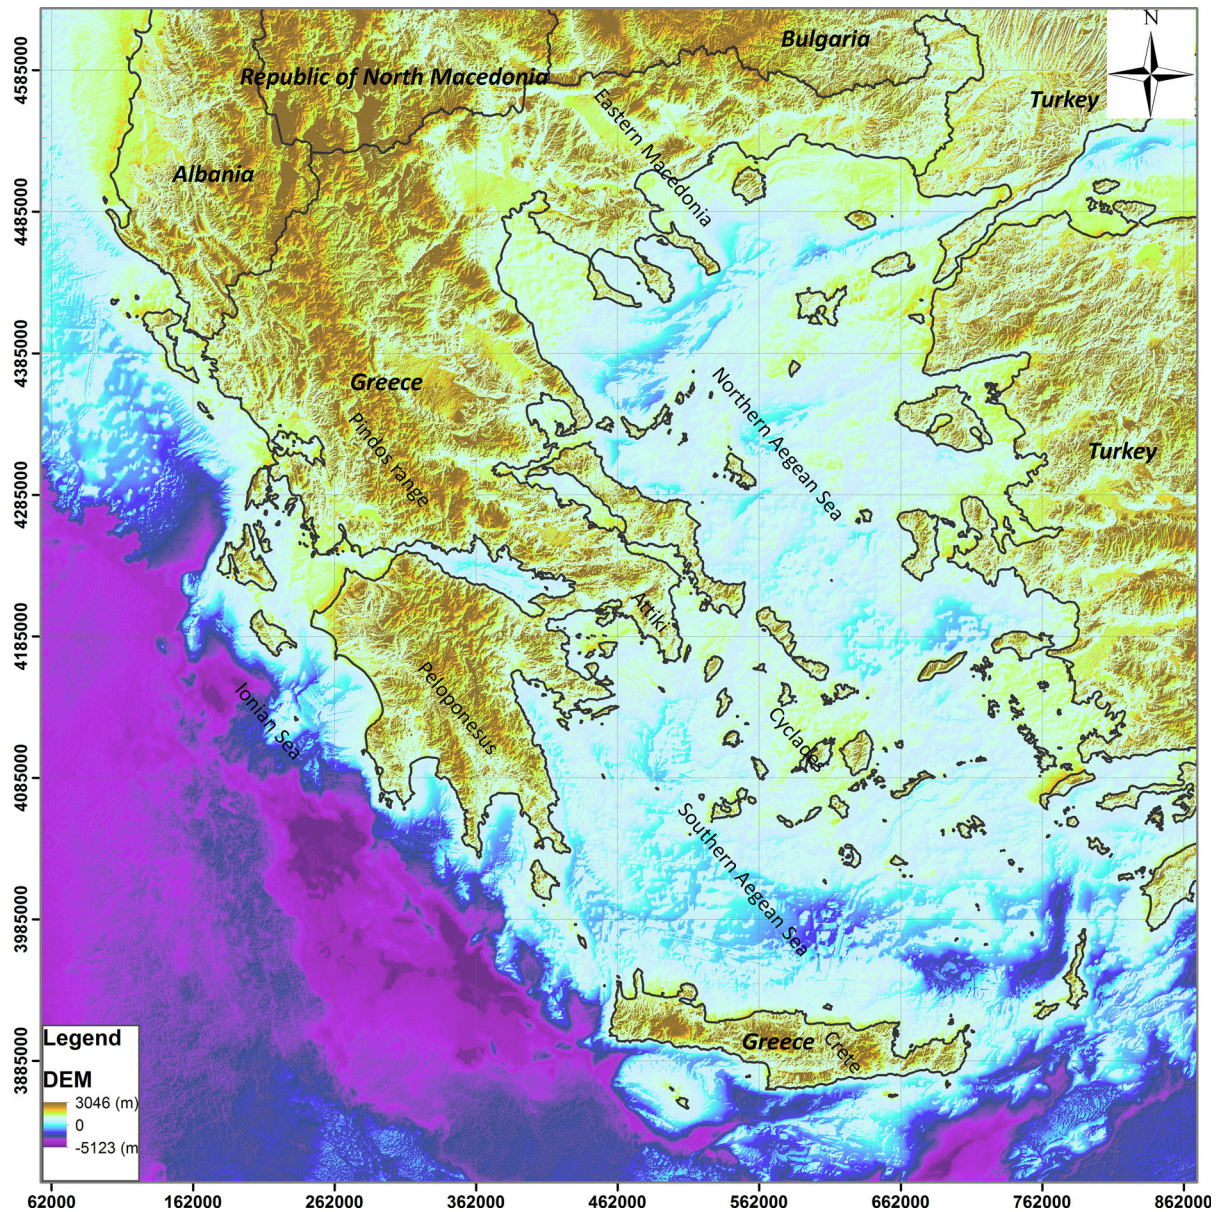 N
Bulgaria
Republic of North Macedonia
Turkey
Eastern Macedonia
Albania
Greece
Pindos range
Northern Aegean Sea
Turkey
Attiki
Peloponesus
Ionian Sea
Cyclades
Southern Aegean Sea
Greece
Crete
Legend
DEM
3046 (m)
0
-5123 (m
4585000
4485000
4385000
4285000
4185000
4085000
3985000
3885000
62000 162000 262000 362000 462000 562000 662000 762000 862000